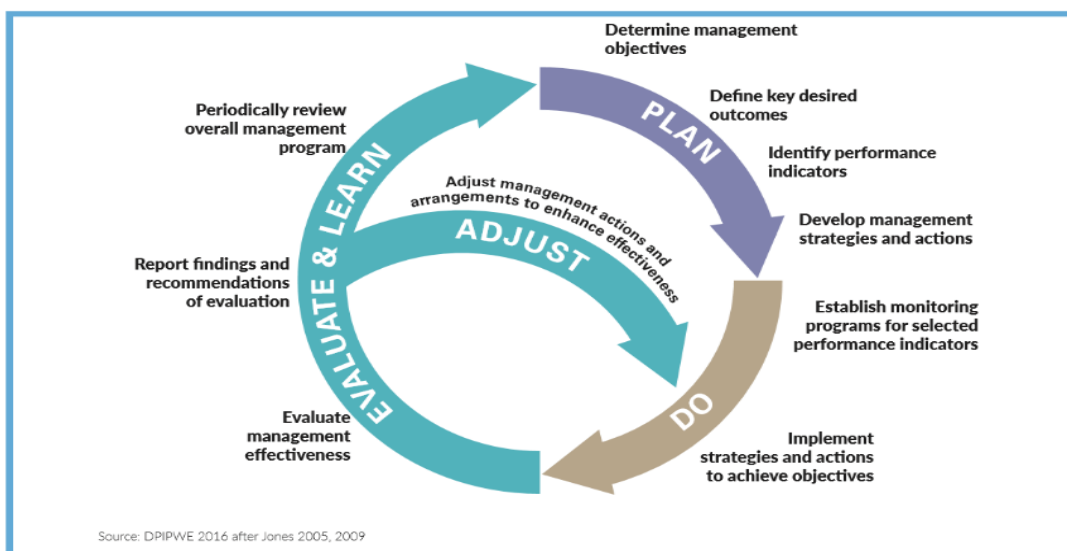 Determine management
objectives
PLAN
Define key desired
outcomes
Identify performance
indicators
Develop management
strategies and actions
Establish monitoring
programs for selected
performance indicators
DO
Implement
strategies and actions
to achieve objectives
Evaluate
management
effectiveness
EVALUATE & LEARN
Report findings and
recommendations
of evaluation
Periodically review
overall management
program
Adjust management actions and
arrangements to enhance effectiveness
ADJUST
Source: DPIPWE 2016 after Jones 2005, 2009